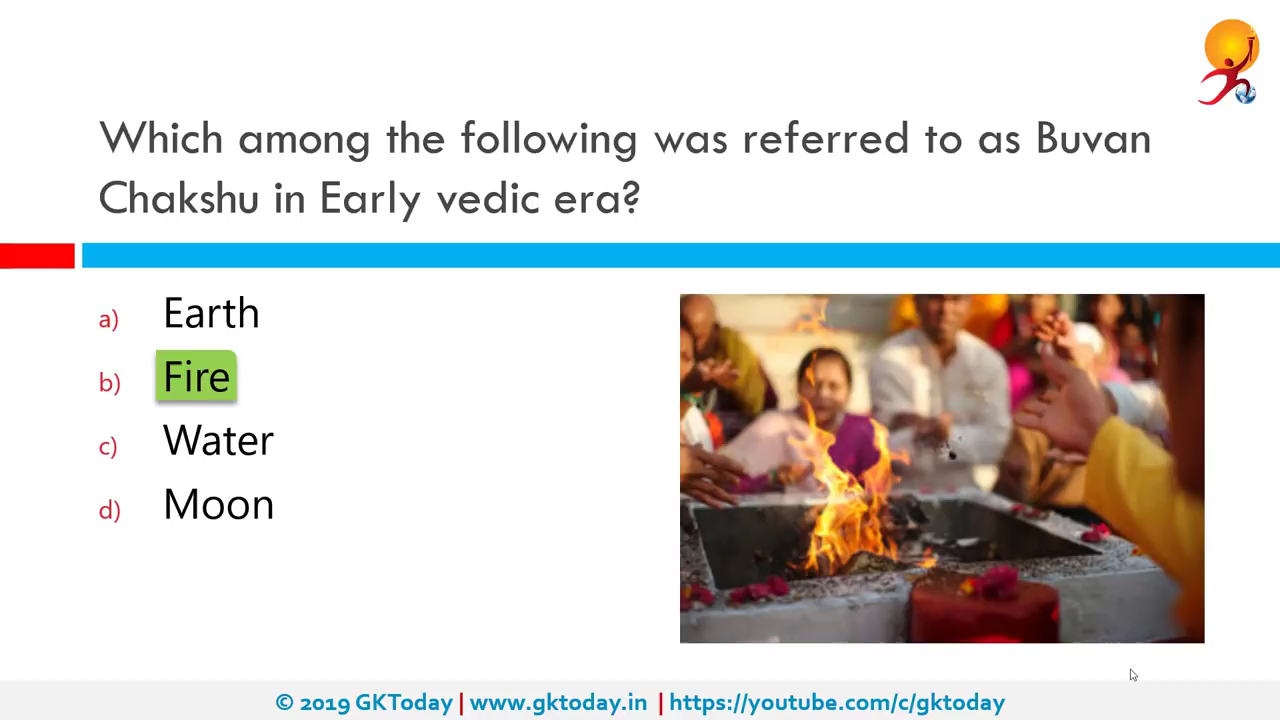 Which among the following was referred to as Buvan
Chakshu in Early vedic era?
a) Earth
b) Fire
c) Water
d) Moon
© 2019 GKToday | www.gktoday.in | https://youtube.com/c/gktoday